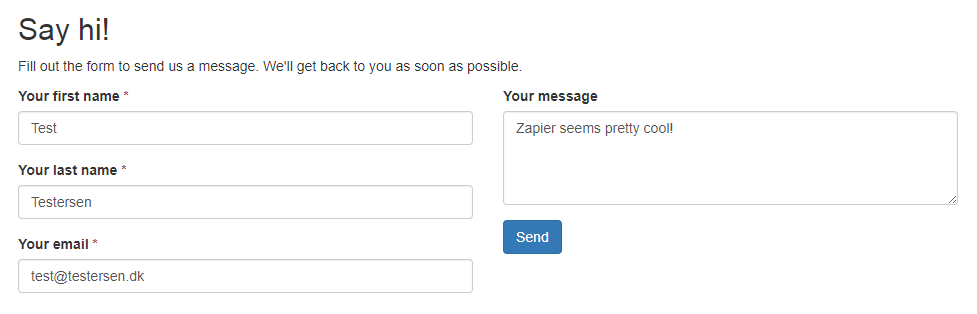 Say hi!
Fill out the form to send us a message. We'll get back to you as soon as possible.
Your first name *
Test
Your last name *
Testersen
Your email *
test@testersen.dk
Your message
Zapier seems pretty cool!
Send